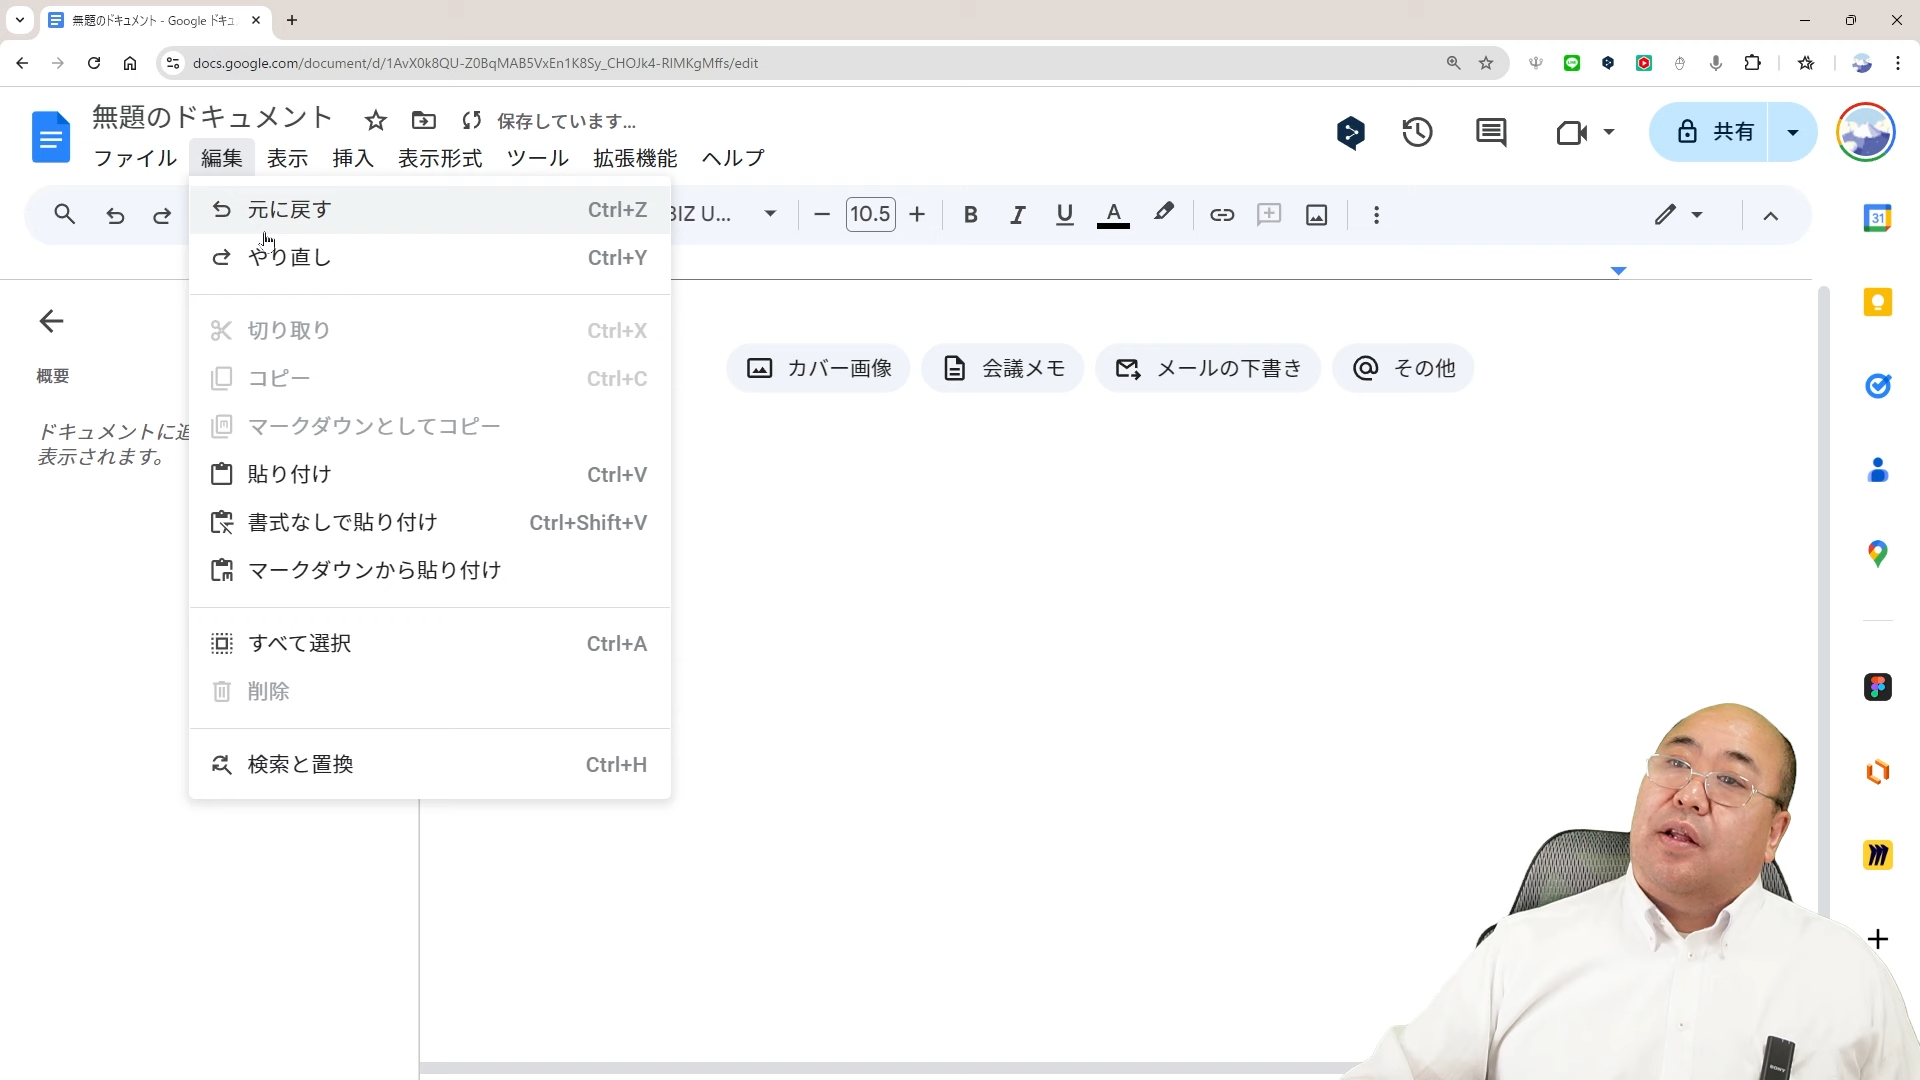 無題のドキュメント - Google ドキュ
docs.google.com/document/d/1AvX0k8QU-Z0BqMAB5VxEn1K8Sy_CHOJk4-RIMKgMffs/edit
無題のドキュメント
保存しています…
共有
ファイル 編集 表示 挿入 表示形式 ツール 拡張機能 ヘルプ
元に戻す Ctrl+Z
BIZ U... 10.5 B I U A
31
やり直し Ctrl+Y
切り取り Ctrl+X
カバー画像 会議メモ メールの下書き その他
概要
コピー Ctrl+C
マークダウンとしてコピー
ドキュメントに追
表示されます。
貼り付け Ctrl+V
書式なしで貼り付け Ctrl+Shift+V
マークダウンから貼り付け
すべて選択 Ctrl+A
削除
検索と置換 Ctrl+H
SONY